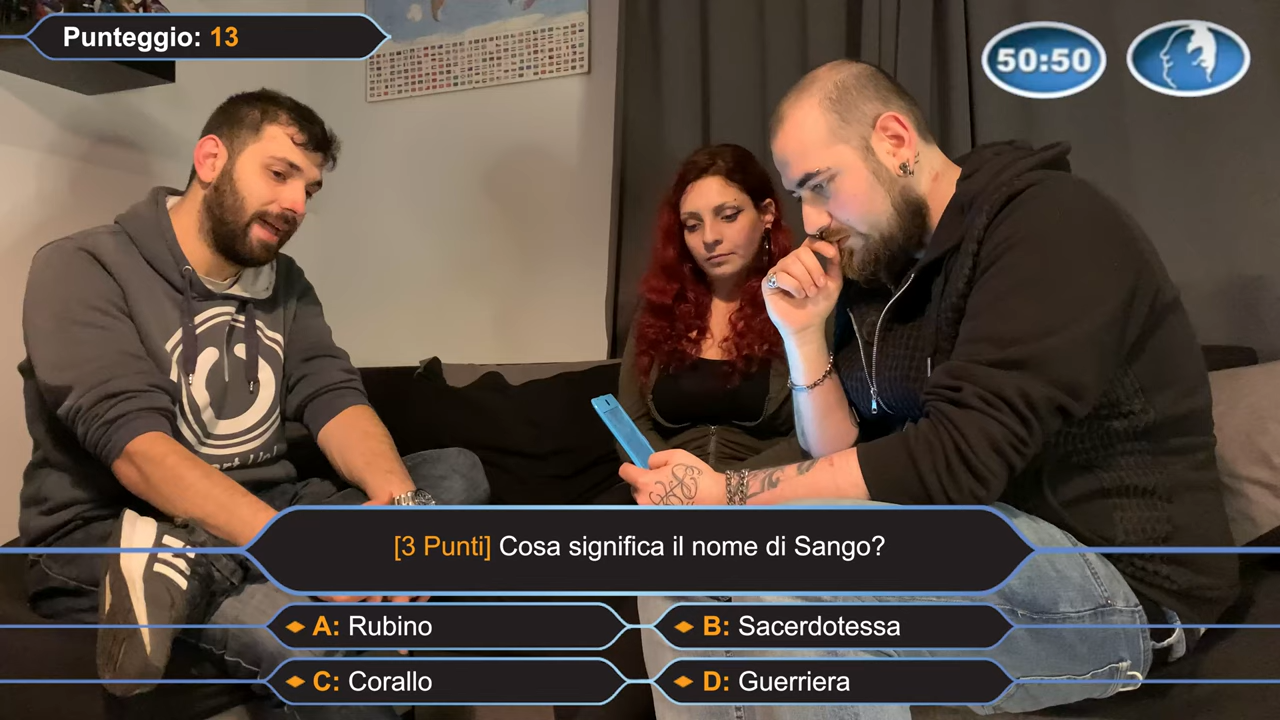 Punteggio: 13
50:50
[3 Punti] Cosa significa il nome di Sango?
A: Rubino
B: Sacerdotessa
C: Corallo
D: Guerriera